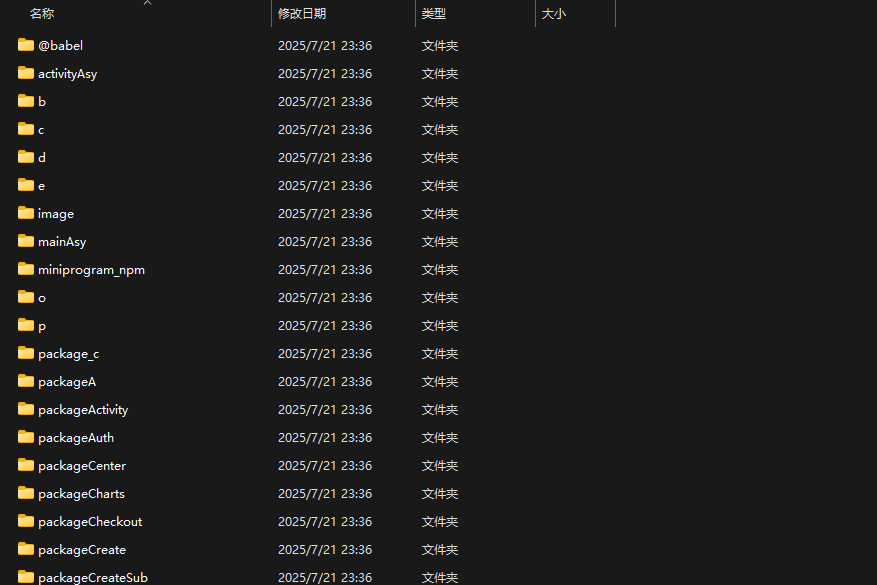 名称 修改日期 类型 大小
@babel 2025/7/21 23:36 文件夹
activityAsy 2025/7/21 23:36 文件夹
b 2025/7/21 23:36 文件夹
c 2025/7/21 23:36 文件夹
d 2025/7/21 23:36 文件夹
e 2025/7/21 23:36 文件夹
image 2025/7/21 23:36 文件夹
mainAsy 2025/7/21 23:36 文件夹
miniprogram_npm 2025/7/21 23:36 文件夹
o 2025/7/21 23:36 文件夹
p 2025/7/21 23:36 文件夹
package_c 2025/7/21 23:36 文件夹
packageA 2025/7/21 23:36 文件夹
packageActivity 2025/7/21 23:36 文件夹
packageAuth 2025/7/21 23:36 文件夹
packageCenter 2025/7/21 23:36 文件夹
packageCharts 2025/7/21 23:36 文件夹
packageCheckout 2025/7/21 23:36 文件夹
packageCreate 2025/7/21 23:36 文件夹
packageCreateSub 2025/7/21 23:36 文件夹